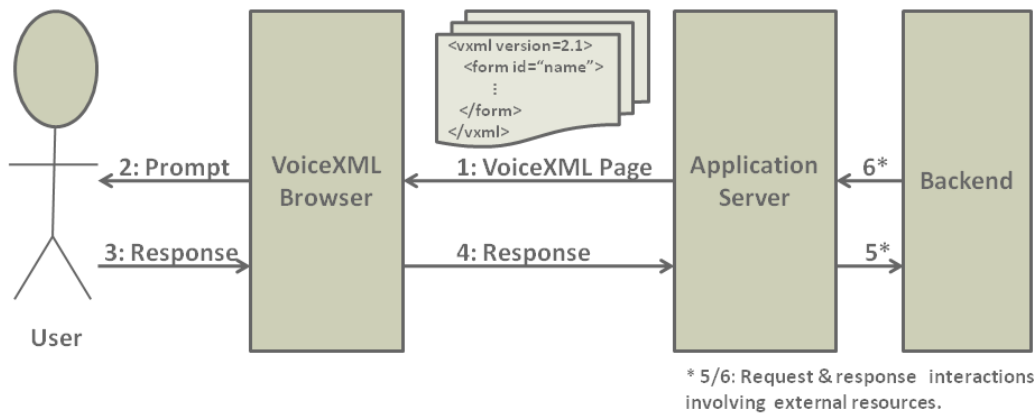 <vxml version=2.1>
<form id="name">
⋮
</form>
</vxml>
2: Prompt
VoiceXML
Browser
1: VoiceXML Page
Application
Server
6*
Backend
3: Response
4: Response
5*
User
* 5/6: Request & response interactions
involving external resources.